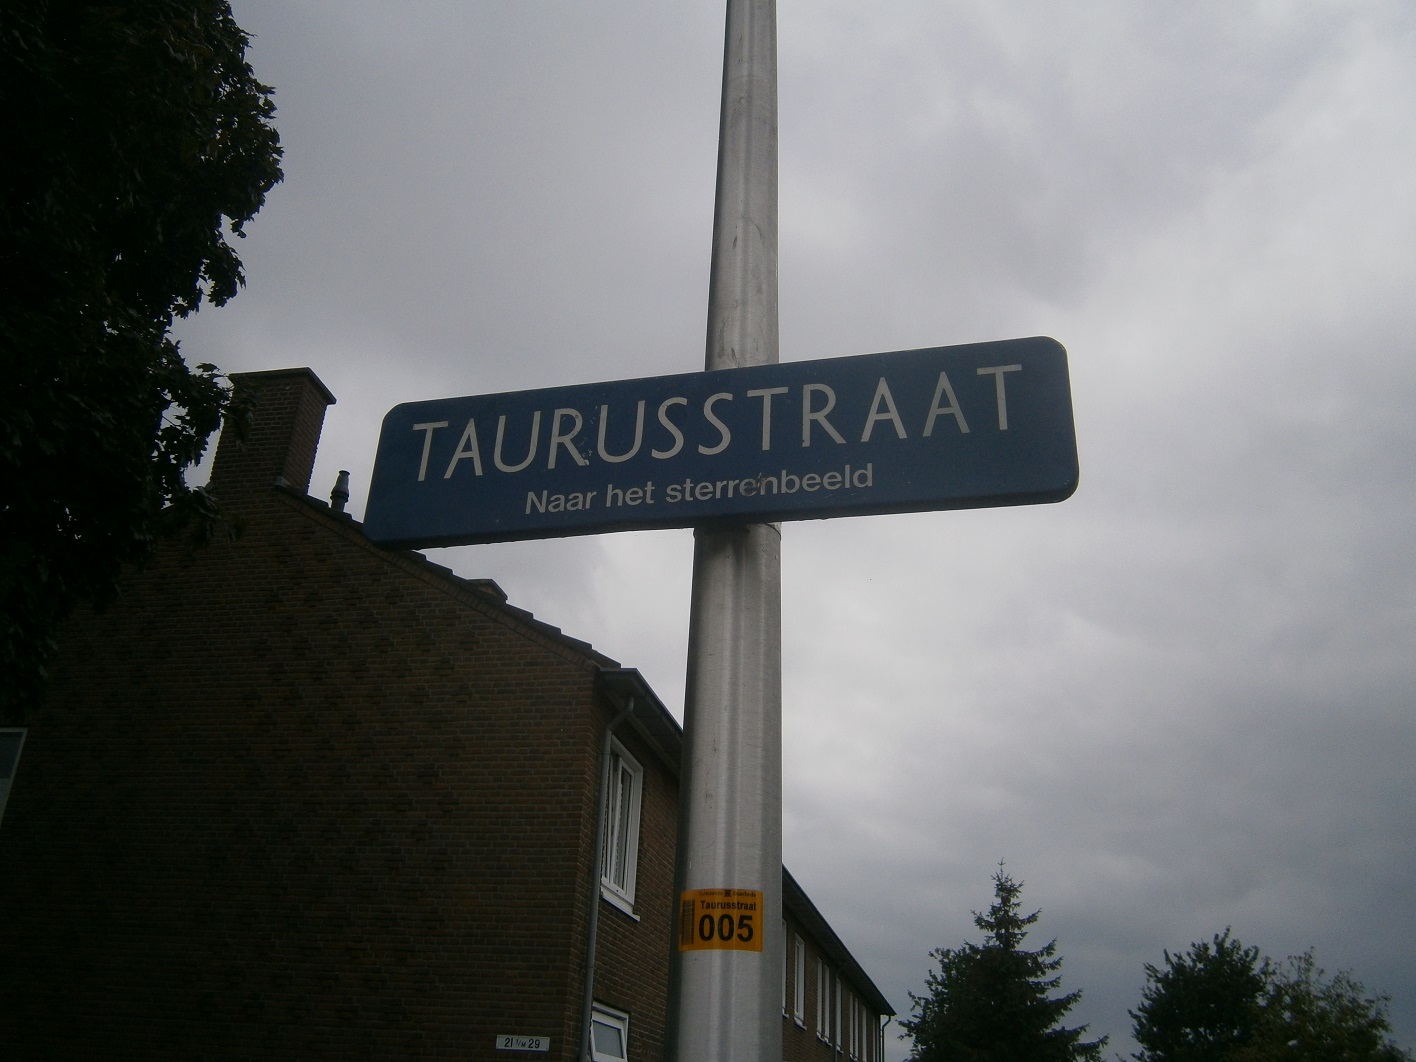 TAURUSSTRAAT
Naar het sterrenbeeld
Taurusstraat
005
21 T/M 29